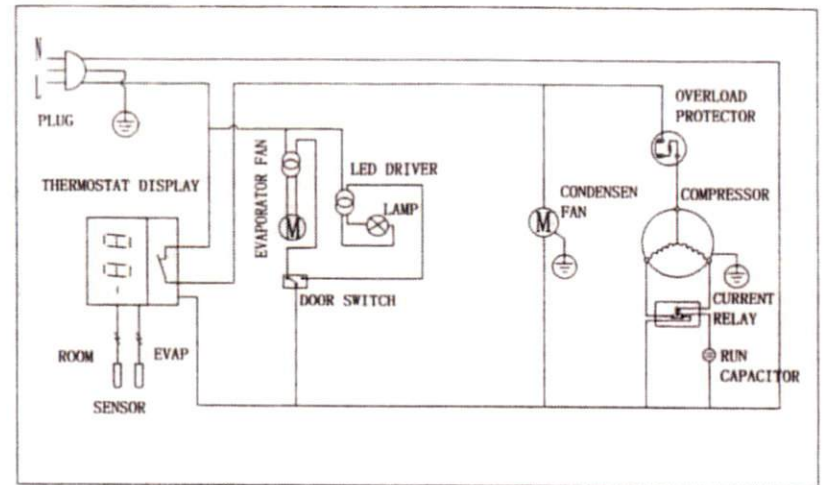 N
L
PLUG
OVERLOAD
PROTECTOR
THERMOSTAT DISPLAY
EVAPORATOR FAN
M
LED DRIVER
LAMP
CONDENSEN
FAN
M
COMPRESSOR
DOOR SWITCH
CURRENT
RELAY
ROOM
EVAP
RUN
CAPACITOR
SENSOR